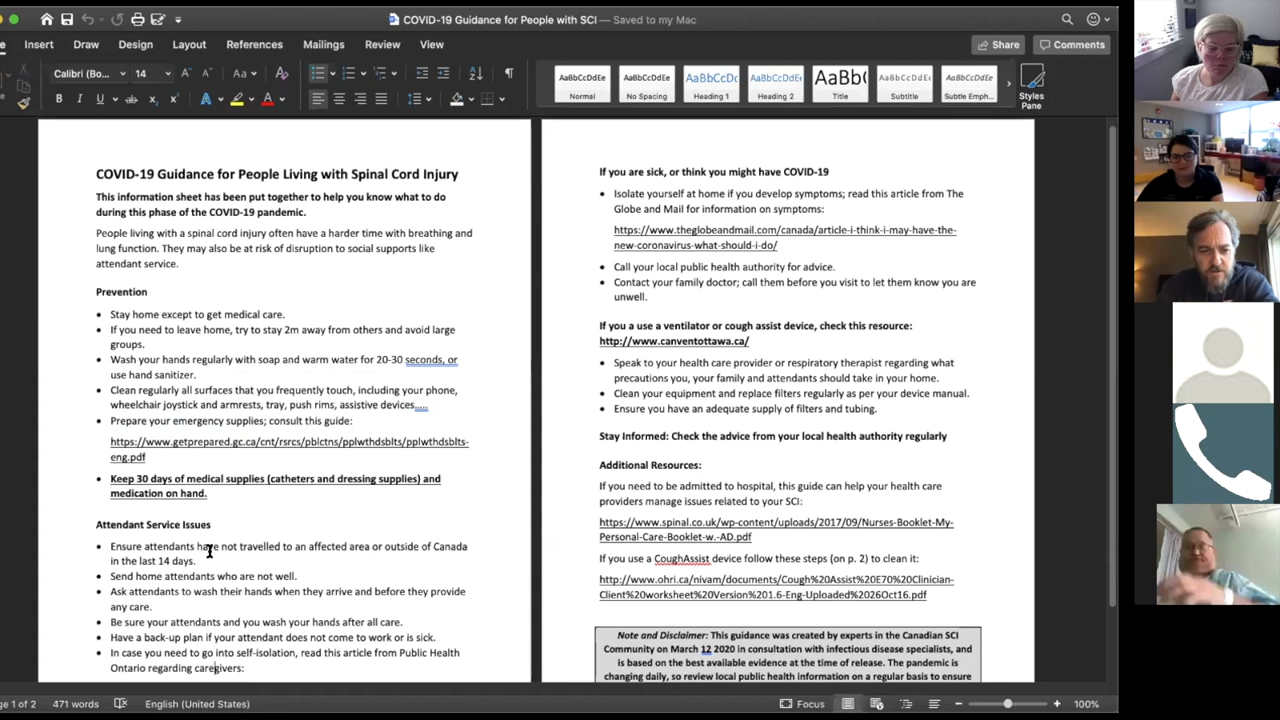 COVID-19 Guidance for People with SCI — Saved to my Mac
Insert Draw Design Layout References Mailings Review View
Share Comments
Calibri (Bo... 14
AaBbCcDdEe AaBbCcDdEe AaBbCcDc AaBbCcDdEe AaBb( AaBbCcDdEe AaBbCcDdEe
Normal No Spacing Heading 1 Heading 2 Title Subtitle Subtle Emph...
Styles
Pane
COVID-19 Guidance for People Living with Spinal Cord Injury
This information sheet has been put together to help you know what to do
during this phase of the COVID-19 pandemic.
People living with a spinal cord injury often have a harder time with breathing and
lung function. They may also be at risk of disruption to social supports like
attendant service.
Prevention
• Stay home except to get medical care.
• If you need to leave home, try to stay 2m away from others and avoid large
groups.
• Wash your hands regularly with soap and warm water for 20-30 seconds, or
use hand sanitizer.
• Clean regularly all surfaces that you frequently touch, including your phone,
wheelchair joystick and armrests, tray, push rims, assistive devices.....
• Prepare your emergency supplies; consult this guide:
https://www.getprepared.gc.ca/cnt/rsrcs/pblctns/pplwthdsblts/pplwthdsblts-
eng.pdf
• Keep 30 days of medical supplies (catheters and dressing supplies) and
medication on hand.
Attendant Service Issues
• Ensure attendants have not travelled to an affected area or outside of Canada
in the last 14 days.
• Send home attendants who are not well.
• Ask attendants to wash their hands when they arrive and before they provide
any care.
• Be sure your attendants and you wash your hands after all care.
• Have a back-up plan if your attendant does not come to work or is sick.
• In case you need to go into self-isolation, read this article from Public Health
Ontario regarding caregivers:
If you are sick, or think you might have COVID-19
• Isolate yourself at home if you develop symptoms; read this article from The
Globe and Mail for information on symptoms:
https://www.theglobeandmail.com/canada/article-i-think-i-may-have-the-
new-coronavirus-what-should-i-do/
• Call your local public health authority for advice.
• Contact your family doctor; call them before you visit to let them know you are
unwell.
If you a use a ventilator or cough assist device, check this resource:
http://www.canventottawa.ca/
• Speak to your health care provider or respiratory therapist regarding what
precautions you, your family and attendants should take in your home.
• Clean your equipment and replace filters regularly as per your device manual.
• Ensure you have an adequate supply of filters and tubing.
Stay Informed: Check the advice from your local health authority regularly
Additional Resources:
If you need to be admitted to hospital, this guide can help your health care
providers manage issues related to your SCI:
https://www.spinal.co.uk/wp-content/uploads/2017/09/Nurses-Booklet-My-
Personal-Care-Booklet-w.-AD.pdf
If you use a CoughAssist device follow these steps (on p. 2) to clean it:
http://www.ohri.ca/nivam/documents/Cough%20Assist%20E70%20Clinician-
Client%20worksheet%20Version%201.6-Eng-Uploaded%2026Oct16.pdf
Note and Disclaimer: This guidance was created by experts in the Canadian SCI
Community on March 12 2020 in consultation with infectious disease specialists, and
is based on the best available evidence at the time of release. The pandemic is
changing daily, so review local public health information on a regular basis to ensure
ge 1 of 2 471 words English (United States) Focus 100%